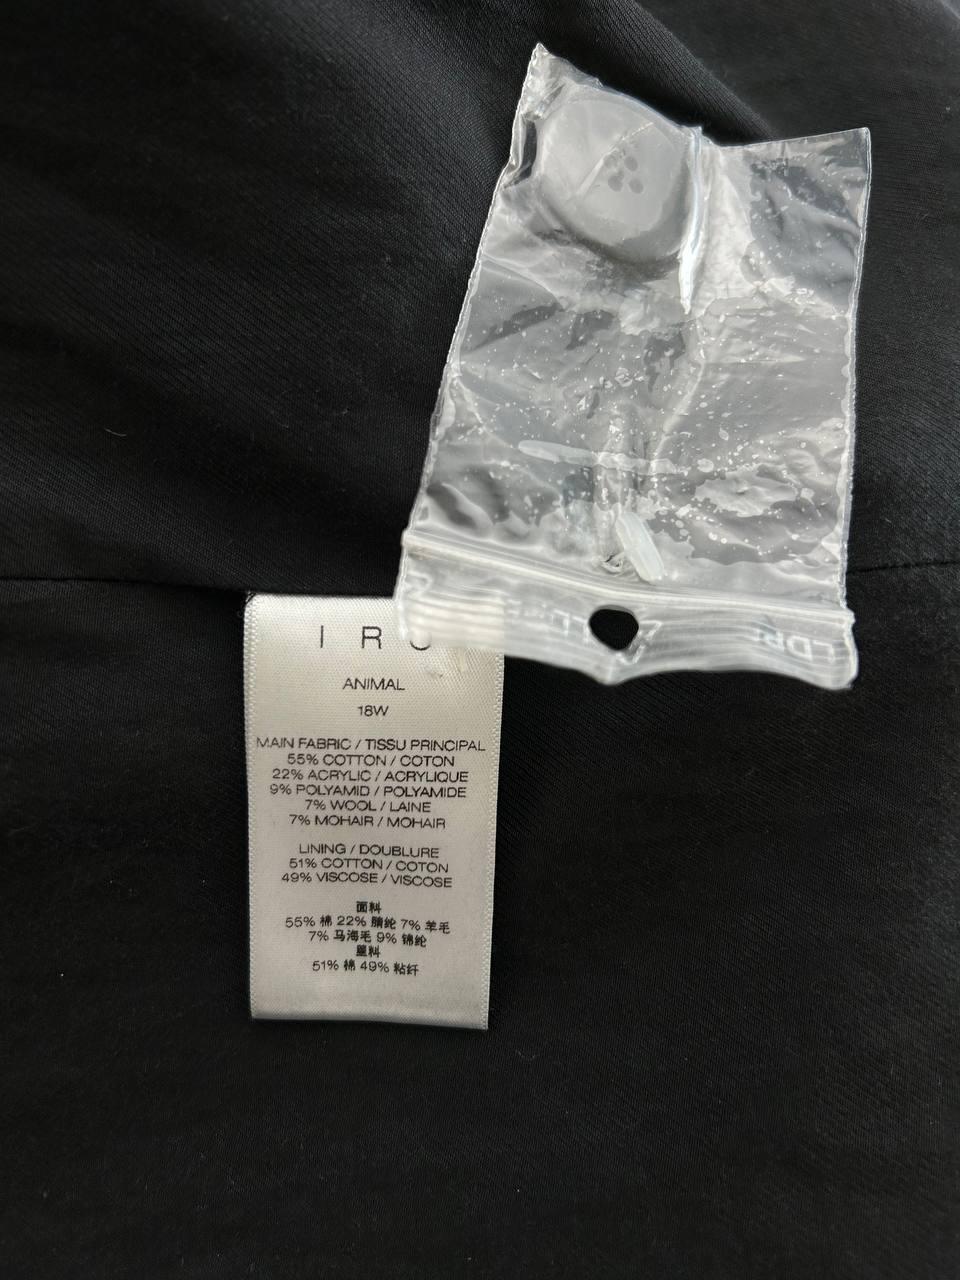 IRO
ANIMAL
18W
MAIN FABRIC / TISSU PRINCIPAL
55% COTTON / COTON
22% ACRYLIC / ACRYLIQUE
9% POLYAMID / POLYAMIDE
7% WOOL / LAINE
7% MOHAIR / MOHAIR
LINING / DOUBLURE
51% COTTON / COTON
49% VISCOSE / VISCOSE
面料
55% 棉 22% 腈纶 7% 羊毛
7% 马海毛 9% 锦纶
里料
51% 棉 49% 粘纤